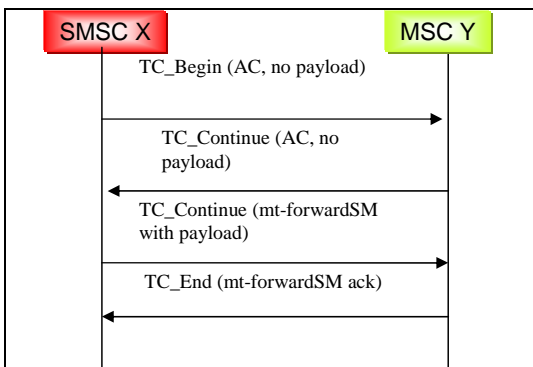 SMSC X
MSC Y
TC_Begin (AC, no payload)
TC_Continue (AC, no
payload)
TC_Continue (mt-forwardSM
with payload)
TC_End (mt-forwardSM ack)